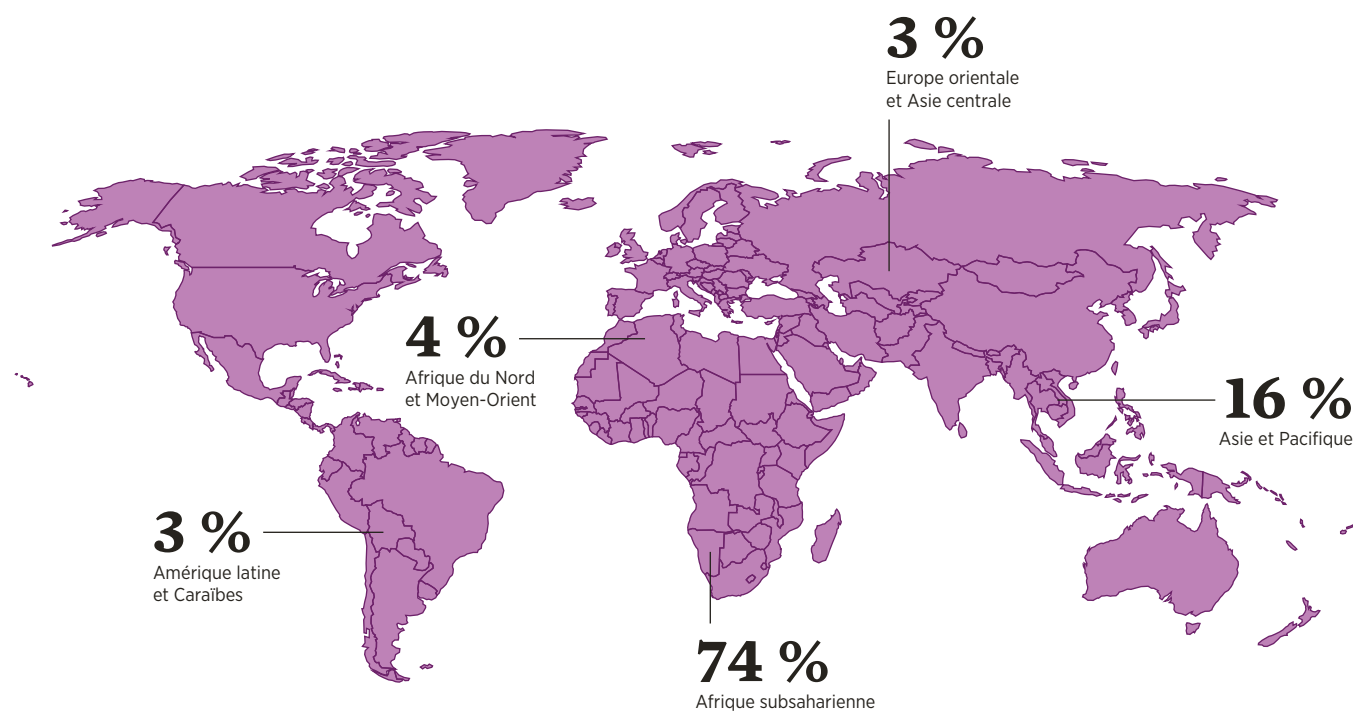 3 %
Europe orientale
et Asie centrale
4 %
Afrique du Nord
et Moyen-Orient
16 %
Asie et Pacifique
3 %
Amérique latine
et Caraïbes
74 %
Afrique subsaharienne